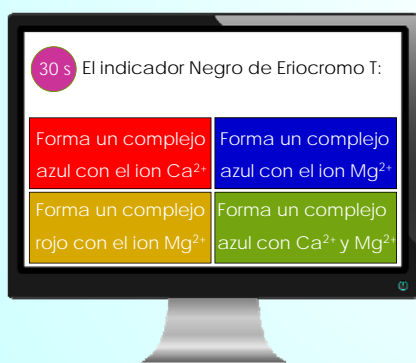 30 s El indicador Negro de Eriocromo T:
Forma un complejo
azul con el ion Ca²⁺
Forma un complejo
azul con el ion Mg²⁺
Forma un complejo
rojo con el ion Mg²⁺
Forma un complejo
azul con Ca²⁺ y Mg²⁺